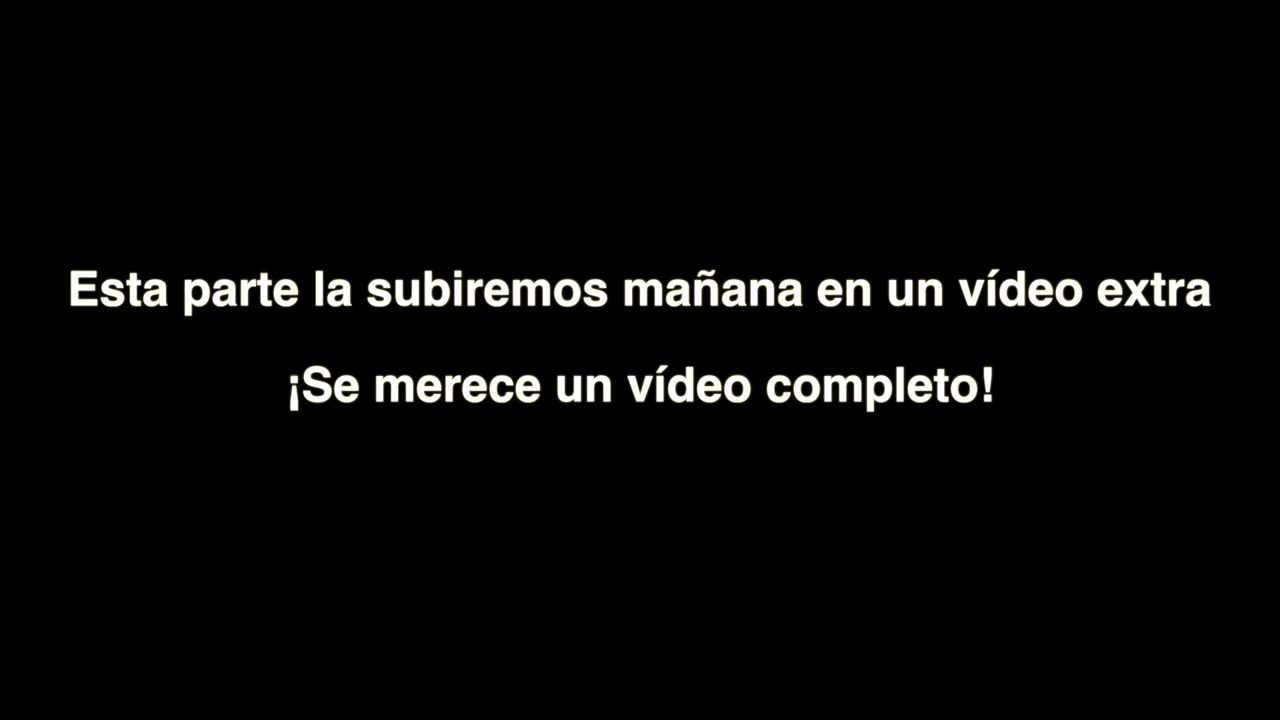 Esta parte la subiremos mañana en un vídeo extra
¡Se merece un vídeo completo!